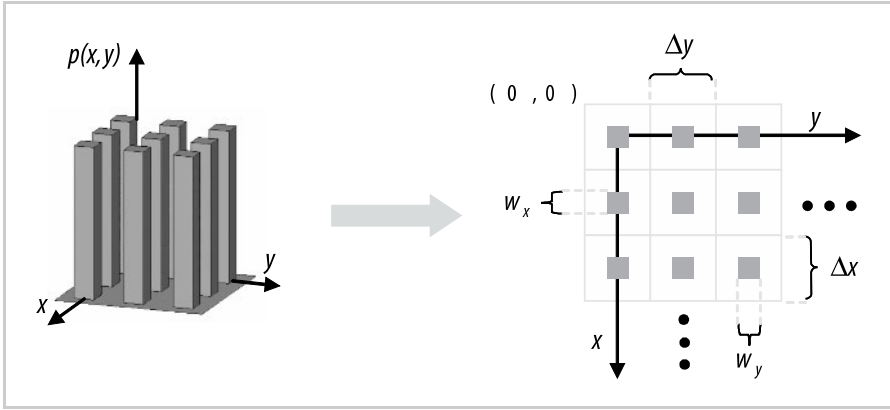 p(x,y)
y
x
Δy
( 0 , 0 )
y
w x
Δx
x
w y